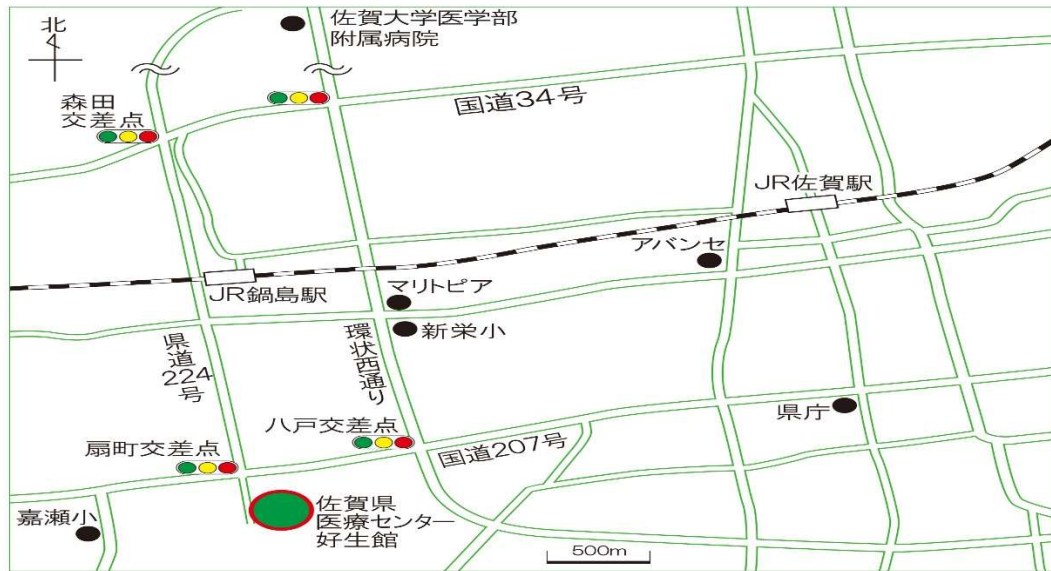 北
佐賀大学医学部
附属病院
森田
交差点
国道34号
JR佐賀駅
アバンセ
JR鍋島駅
マリトピア
新栄小
県道224号
環状西通り
県庁
八戸交差点
国道207号
扇町交差点
佐賀県
医療センター
好生館
嘉瀬小
500m